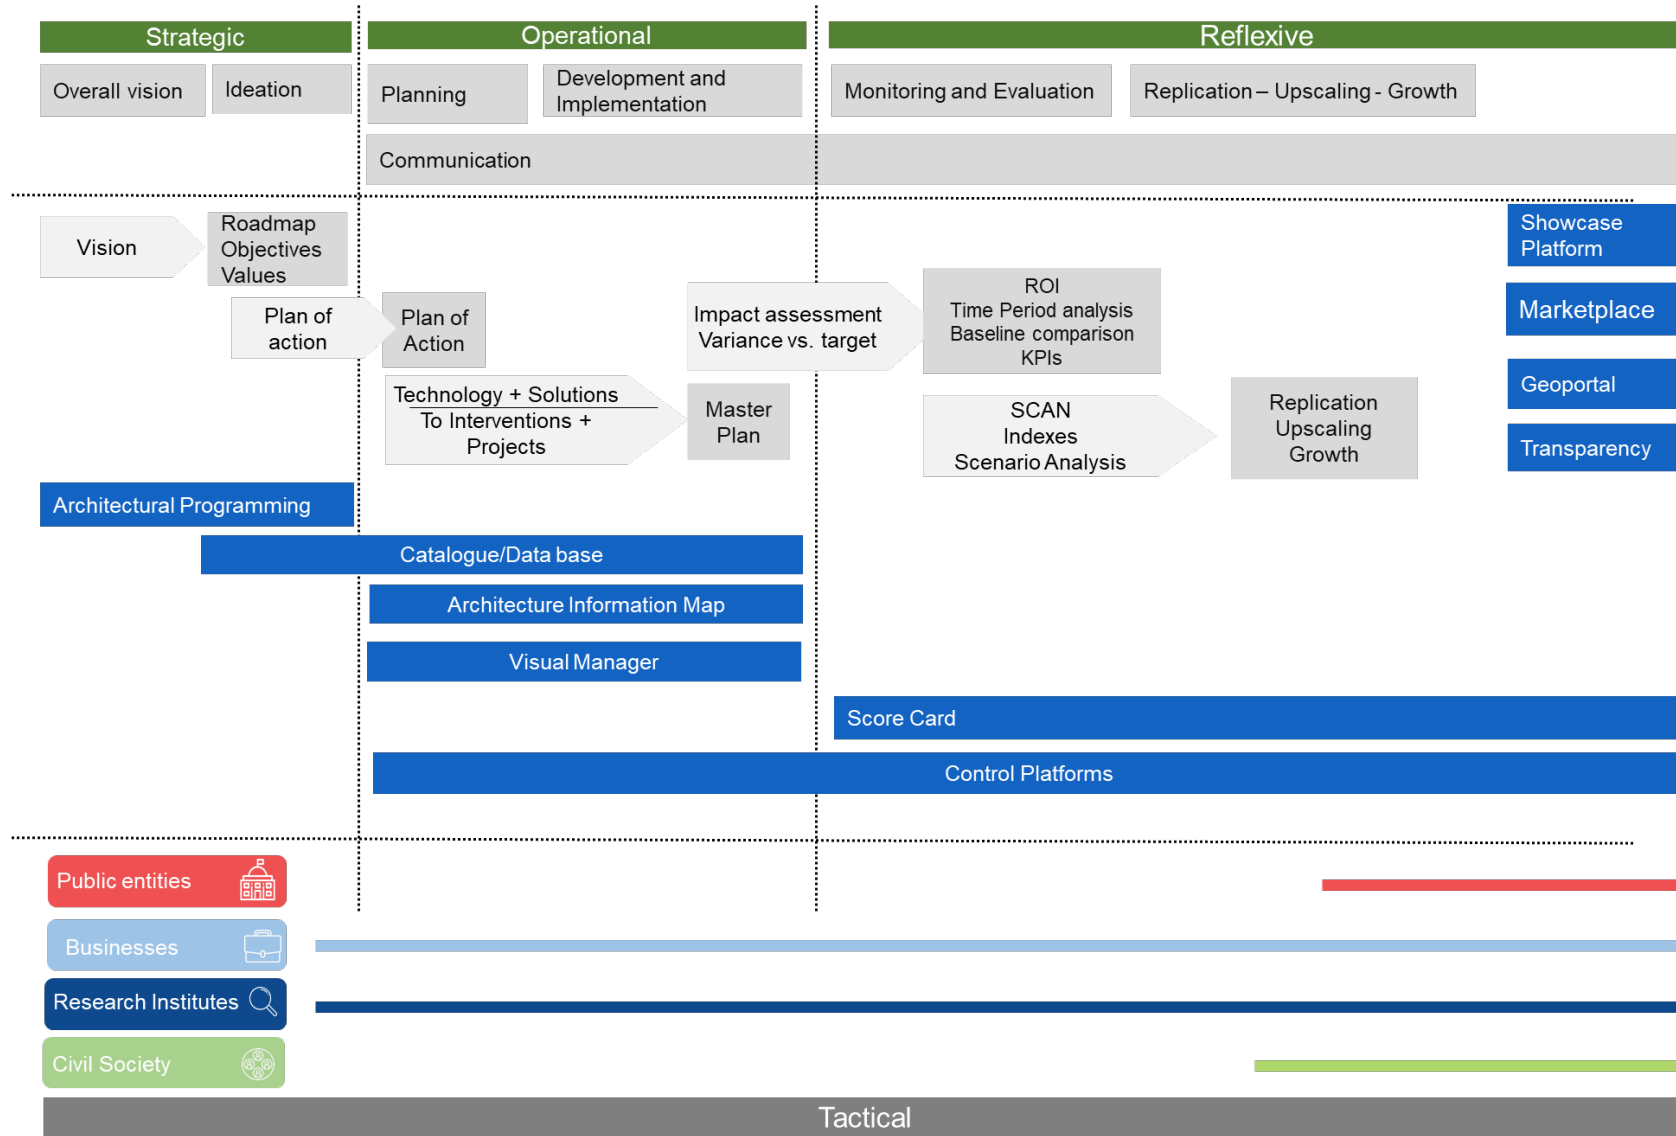 Strategic
Operational
Reflexive
Overall vision
Ideation
Planning
Development and
Implementation
Monitoring and Evaluation
Replication – Upscaling - Growth
Communication
Vision
Roadmap
Objectives
Values
Plan of
action
Plan of
Action
Technology + Solutions
To Interventions +
Projects
Master
Plan
Impact assessment
Variance vs. target
ROI
Time Period analysis
Baseline comparison
KPIs
SCAN
Indexes
Scenario Analysis
Replication
Upscaling
Growth
Showcase
Platform
Marketplace
Geoportal
Transparency
Architectural Programming
Catalogue/Data base
Architecture Information Map
Visual Manager
Score Card
Control Platforms
Public entities
Businesses
Research Institutes
Civil Society
Tactical